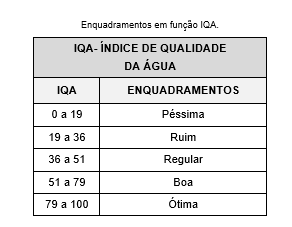 Enquadramentos em função IQA.
IQA- ÍNDICE DE QUALIDADE
DA ÁGUA
IQA ENQUADRAMENTOS
0 a 19 Péssima
19 a 36 Ruim
36 a 51 Regular
51 a 79 Boa
79 a 100 Ótima